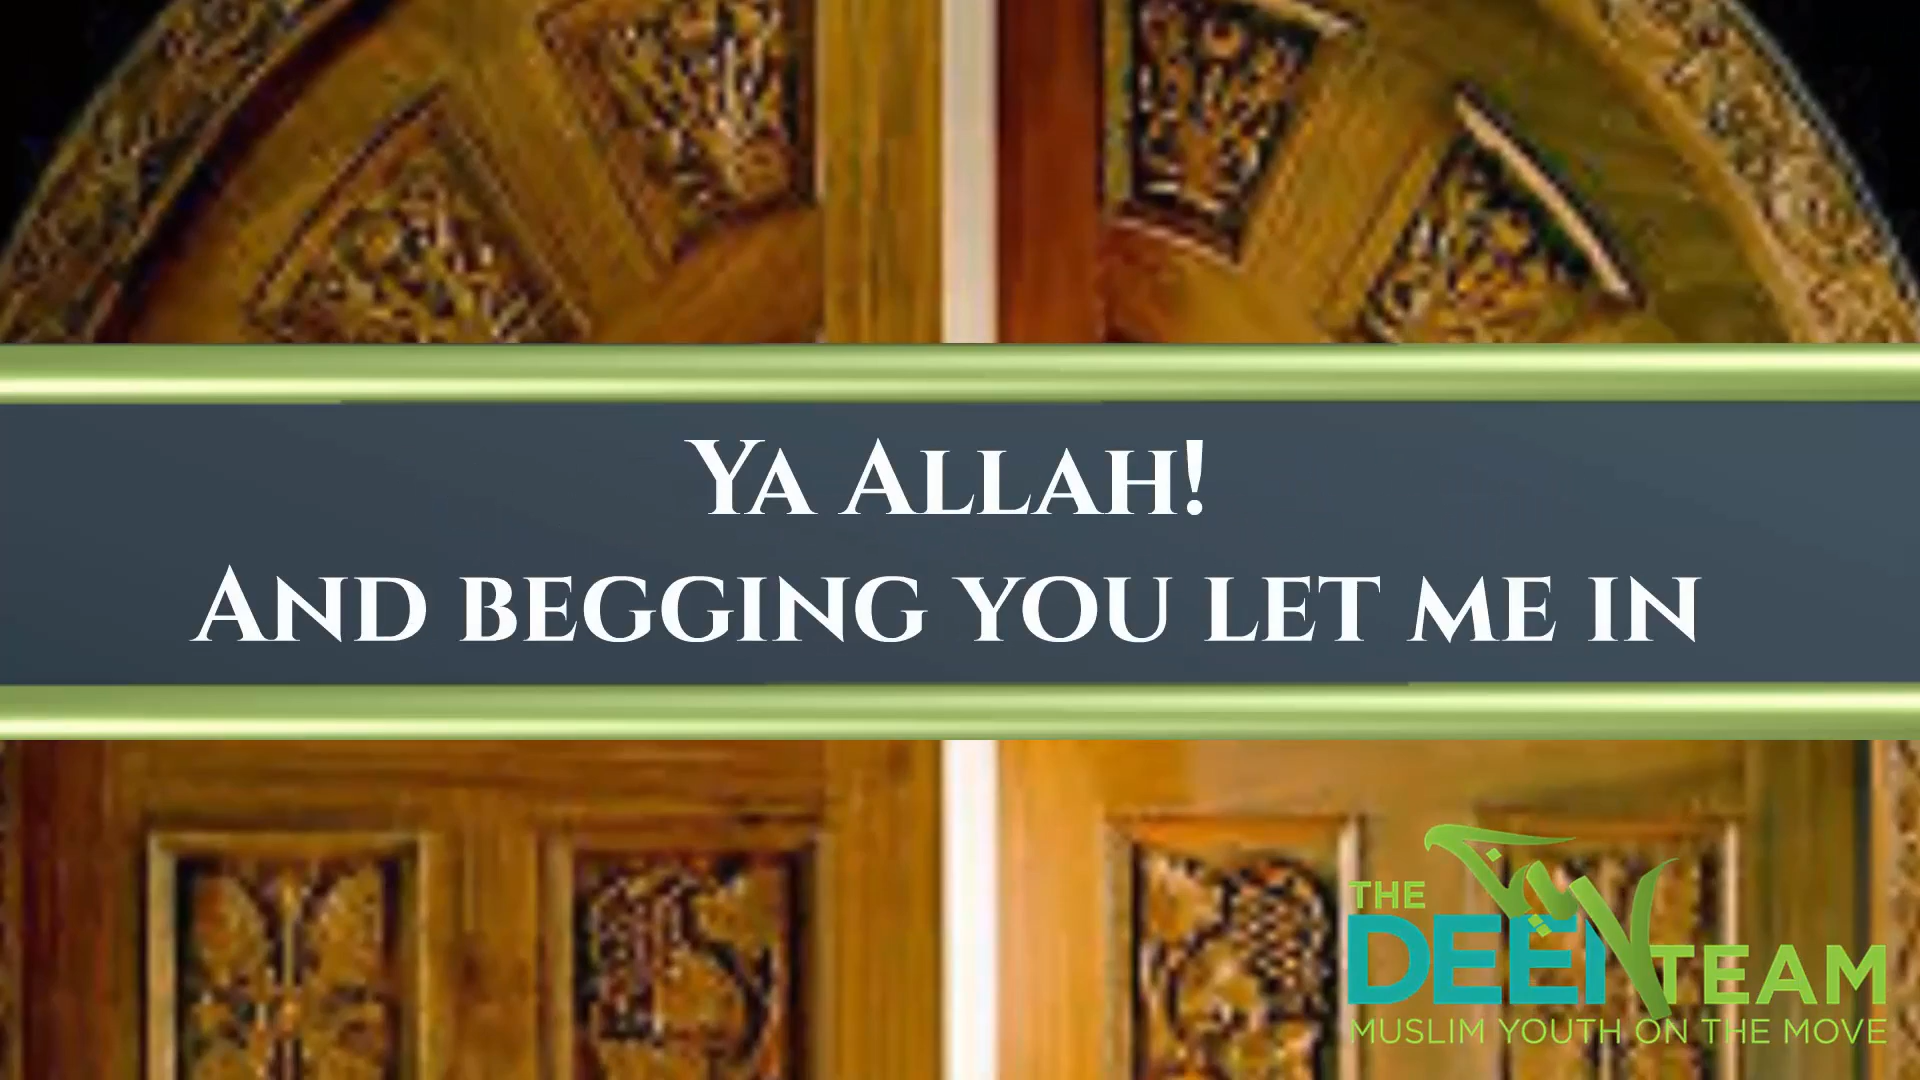 Ya Allah!
And begging you let me in
THE
DEEN TEAM
MUSLIM YOUTH ON THE MOVE